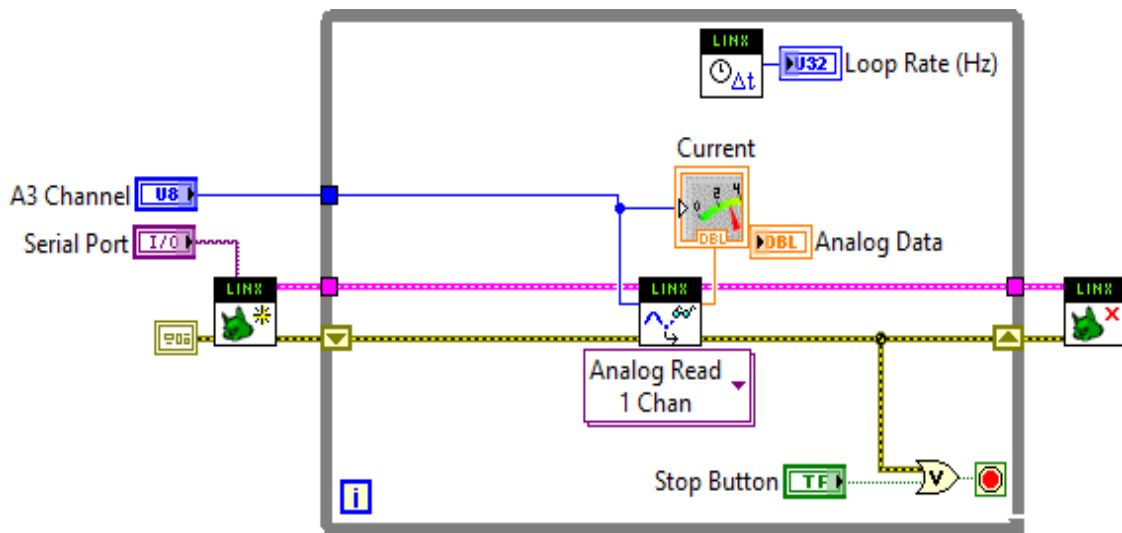 LINX
U32 Loop Rate (Hz)
Current
A3 Channel U8
0 2 4
Serial Port I/O
DBL
DBL Analog Data
LINX
LINX
LINX
Analog Read
1 Chan
Stop Button TF
V
i